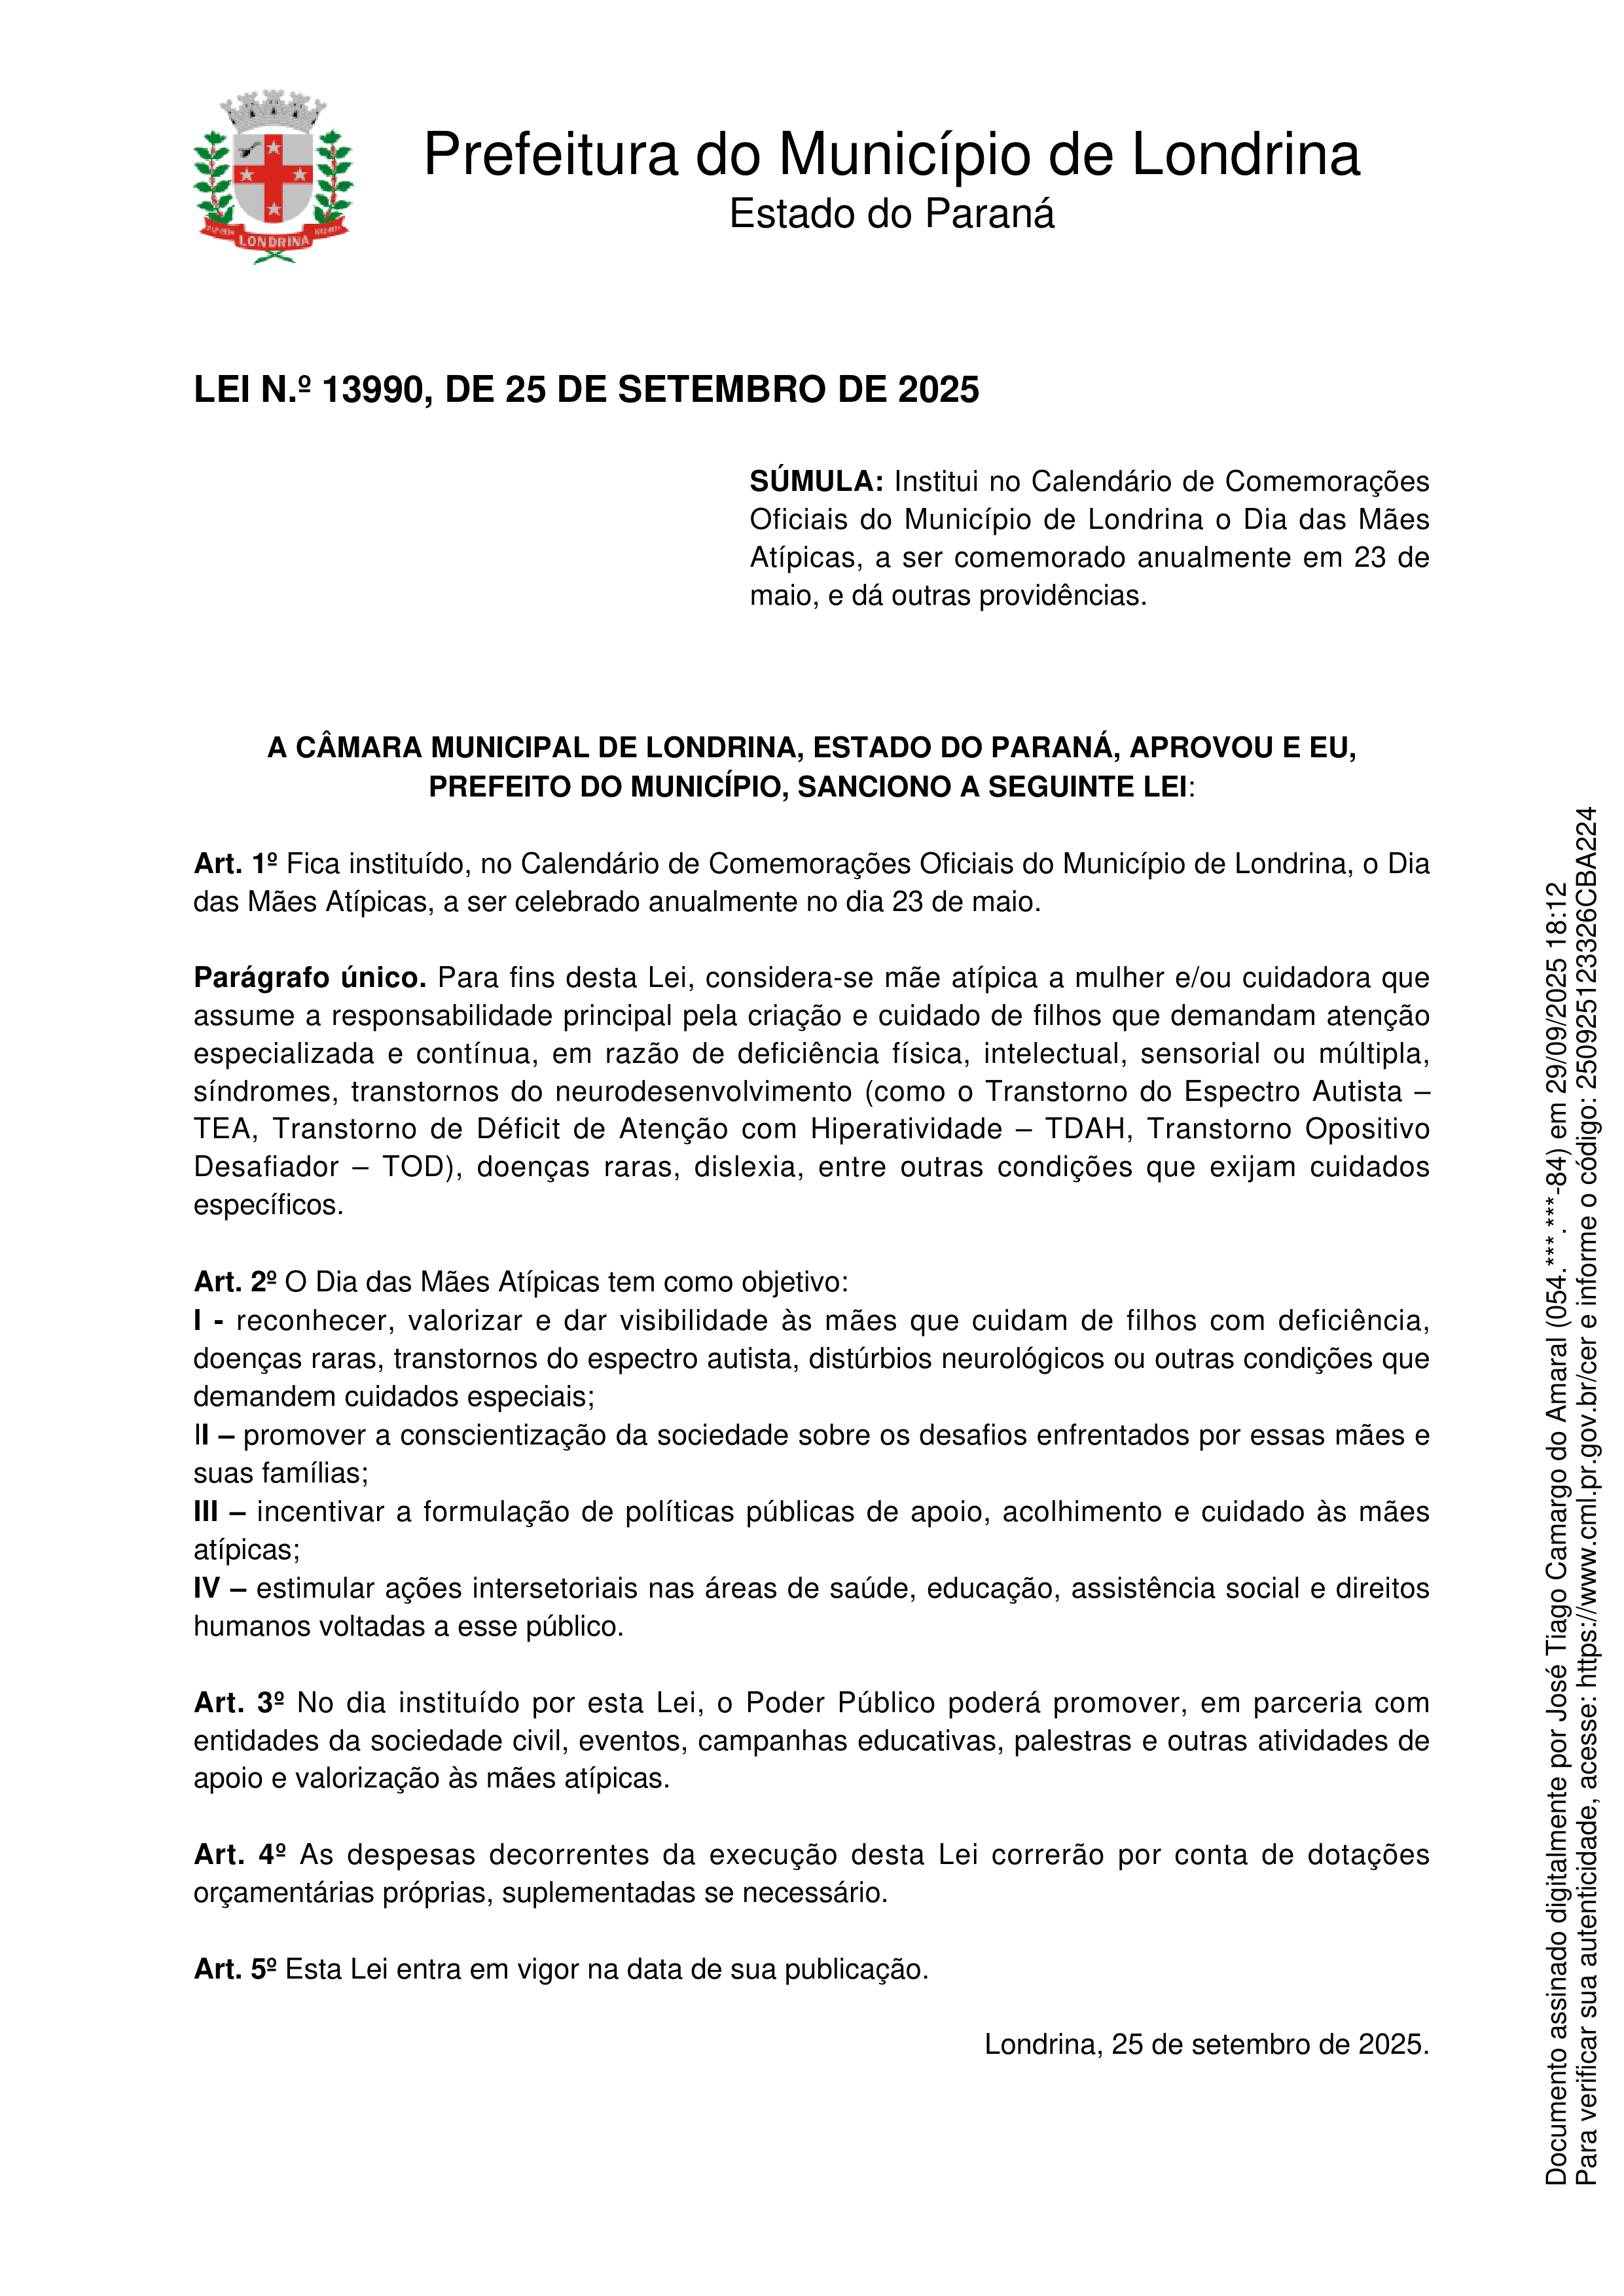 Prefeitura do Município de Londrina
Estado do Paraná
LONDRINA
LEI N.º 13990, DE 25 DE SETEMBRO DE 2025
SÚMULA: Institui no Calendário de Comemorações
Oficiais do Município de Londrina o Dia das Mães
Atípicas, a ser comemorado anualmente em 23 de
maio, e dá outras providências.
A CÂMARA MUNICIPAL DE LONDRINA, ESTADO DO PARANÁ, APROVOU E EU,
PREFEITO DO MUNICÍPIO, SANCIONO A SEGUINTE LEI:
Art. 1º Fica instituído, no Calendário de Comemorações Oficiais do Município de Londrina, o Dia
das Mães Atípicas, a ser celebrado anualmente no dia 23 de maio.
Parágrafo único. Para fins desta Lei, considera-se mãe atípica a mulher e/ou cuidadora que
assume a responsabilidade principal pela criação e cuidado de filhos que demandam atenção
especializada e contínua, em razão de deficiência física, intelectual, sensorial ou múltipla,
síndromes, transtornos do neurodesenvolvimento (como o Transtorno do Espectro Autista –
TEA, Transtorno de Déficit de Atenção com Hiperatividade – TDAH, Transtorno Opositivo
Desafiador – TOD), doenças raras, dislexia, entre outras condições que exijam cuidados
específicos.
Art. 2º O Dia das Mães Atípicas tem como objetivo:
I - reconhecer, valorizar e dar visibilidade às mães que cuidam de filhos com deficiência,
doenças raras, transtornos do espectro autista, distúrbios neurológicos ou outras condições que
demandem cuidados especiais;
II – promover a conscientização da sociedade sobre os desafios enfrentados por essas mães e
suas famílias;
III – incentivar a formulação de políticas públicas de apoio, acolhimento e cuidado às mães
atípicas;
IV – estimular ações intersetoriais nas áreas de saúde, educação, assistência social e direitos
humanos voltadas a esse público.
Art. 3º No dia instituído por esta Lei, o Poder Público poderá promover, em parceria com
entidades da sociedade civil, eventos, campanhas educativas, palestras e outras atividades de
apoio e valorização às mães atípicas.
Art. 4º As despesas decorrentes da execução desta Lei correrão por conta de dotações
orçamentárias próprias, suplementadas se necessário.
Art. 5º Esta Lei entra em vigor na data de sua publicação.
Londrina, 25 de setembro de 2025.
Documento assinado digitalmente por José Tiago Camargo do Amaral (054.***.***-84) em 29/09/2025 18:12
Para verificar sua autenticidade, acesse: https://www.cml.pr.gov.br/cer e informe o código: 250925123326CBA224